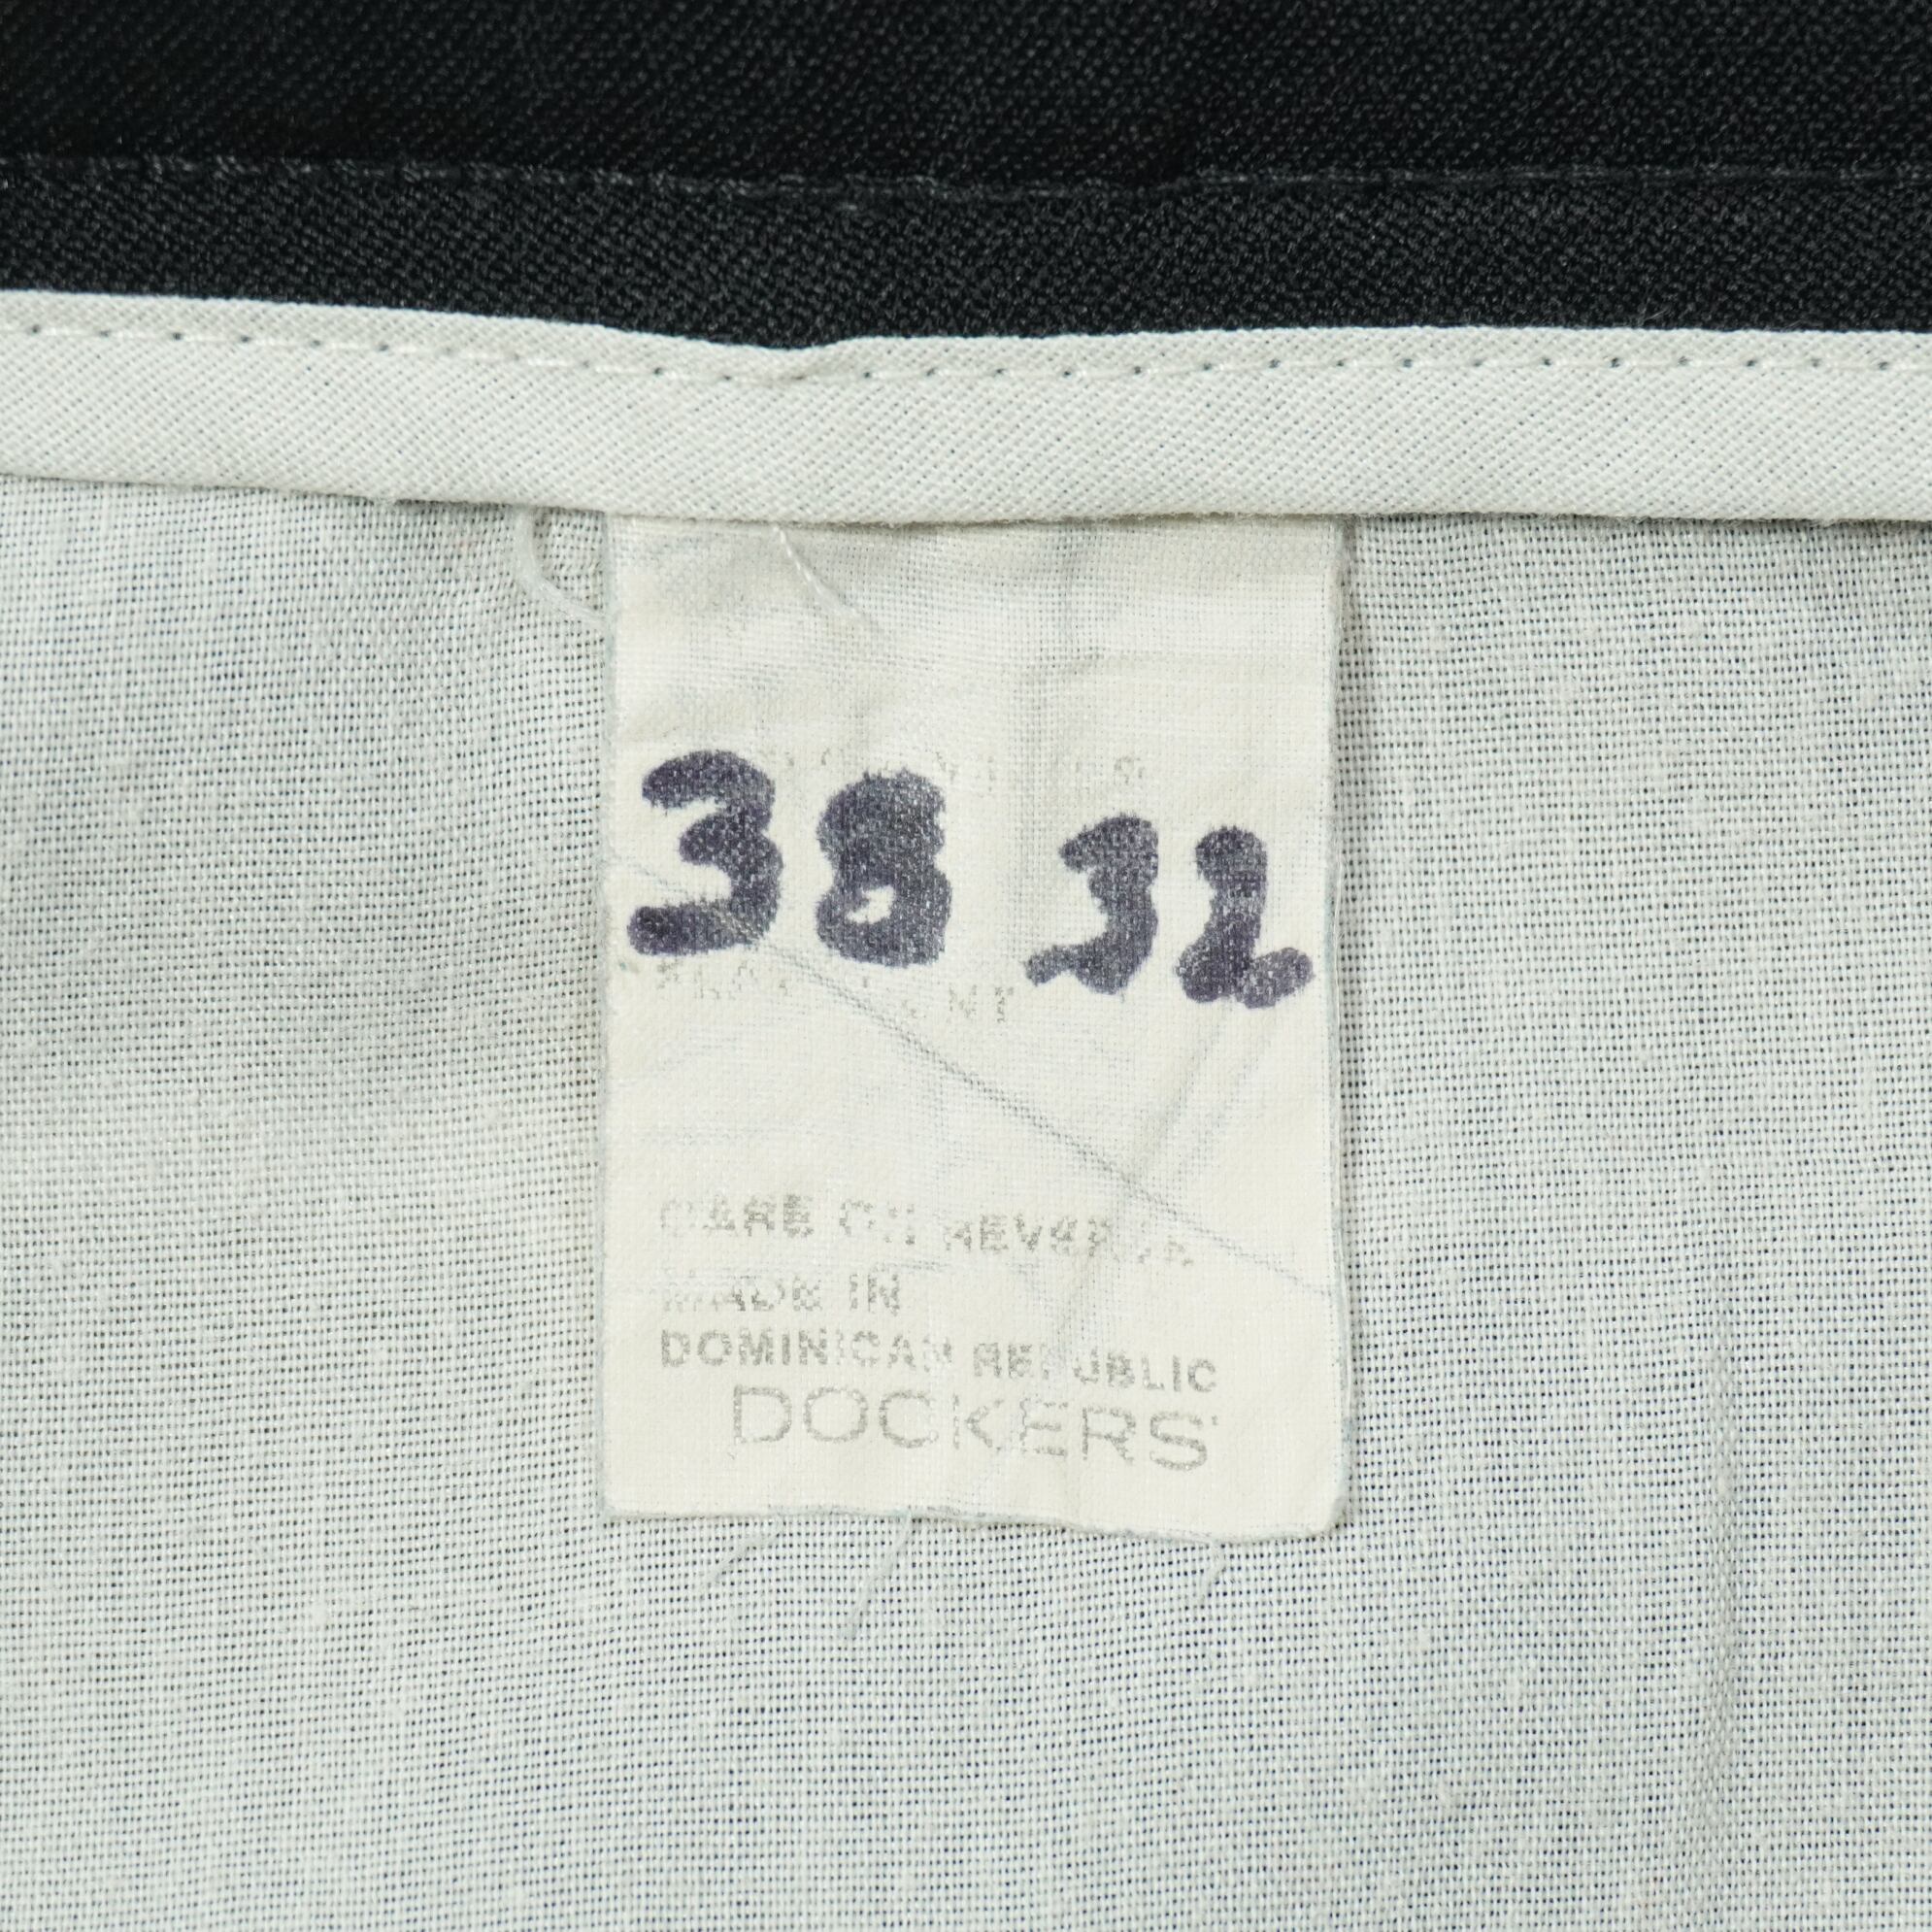 38 32
CARE ON REVERSE
MADE IN
DOMINICAN REPUBLIC
DOCKERS